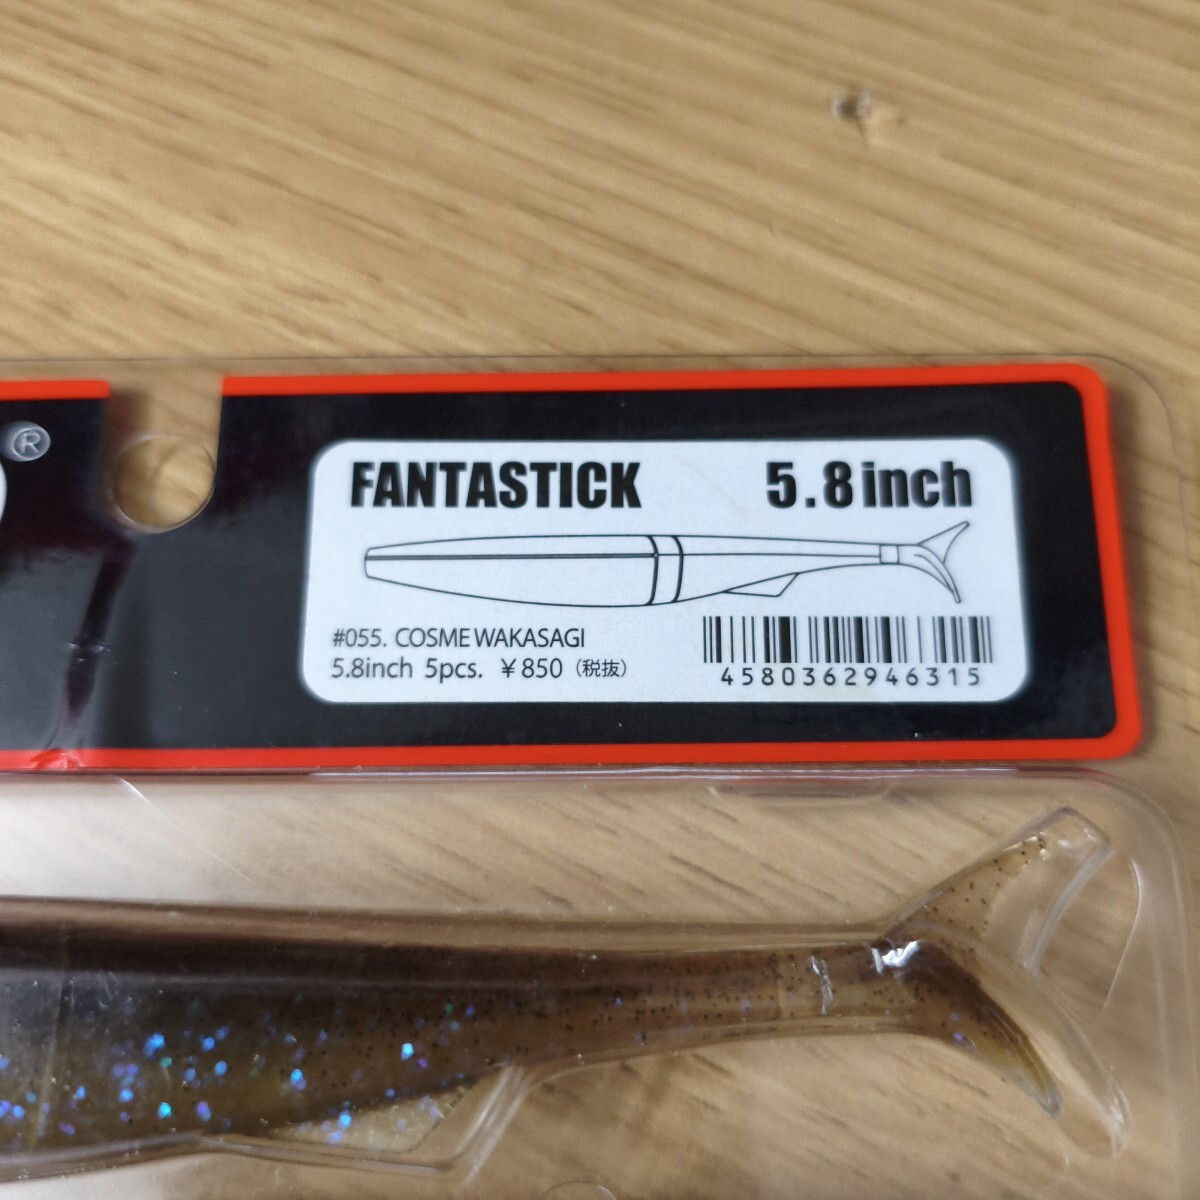 ®
FANTASTICK 5.8inch
#055. COSME WAKASAGI
5.8inch 5pcs. ￥850（税抜）
4580362946315